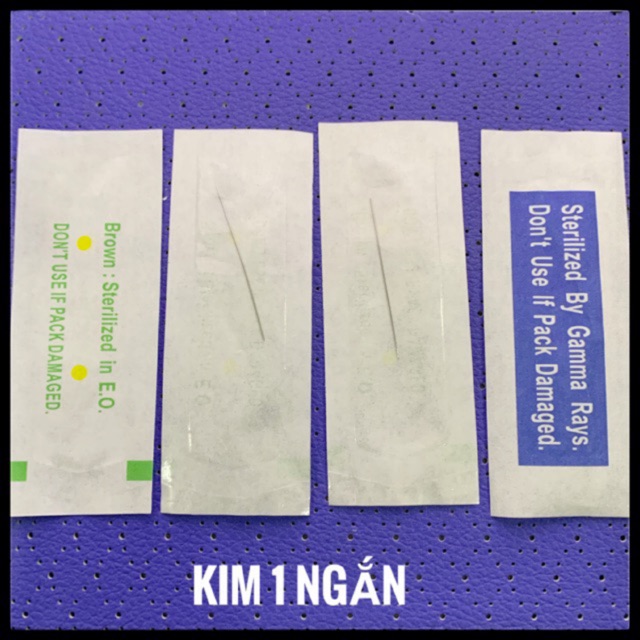 Brown : Sterilized in E.O.
DON'T USE IF PACK DAMAGED.
Sterilized By Gamma Rays.
Don't Use If Pack Damaged.
KIM 1 NGẮN